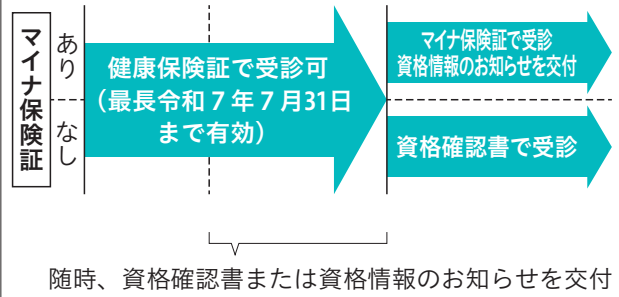 マイナ保険証
あり
なし
健康保険証で受診可
（最長令和７年７月31日
まで有効）
マイナ保険証で受診
資格情報のお知らせを交付
資格確認書で受診
随時、資格確認書または資格情報のお知らせを交付